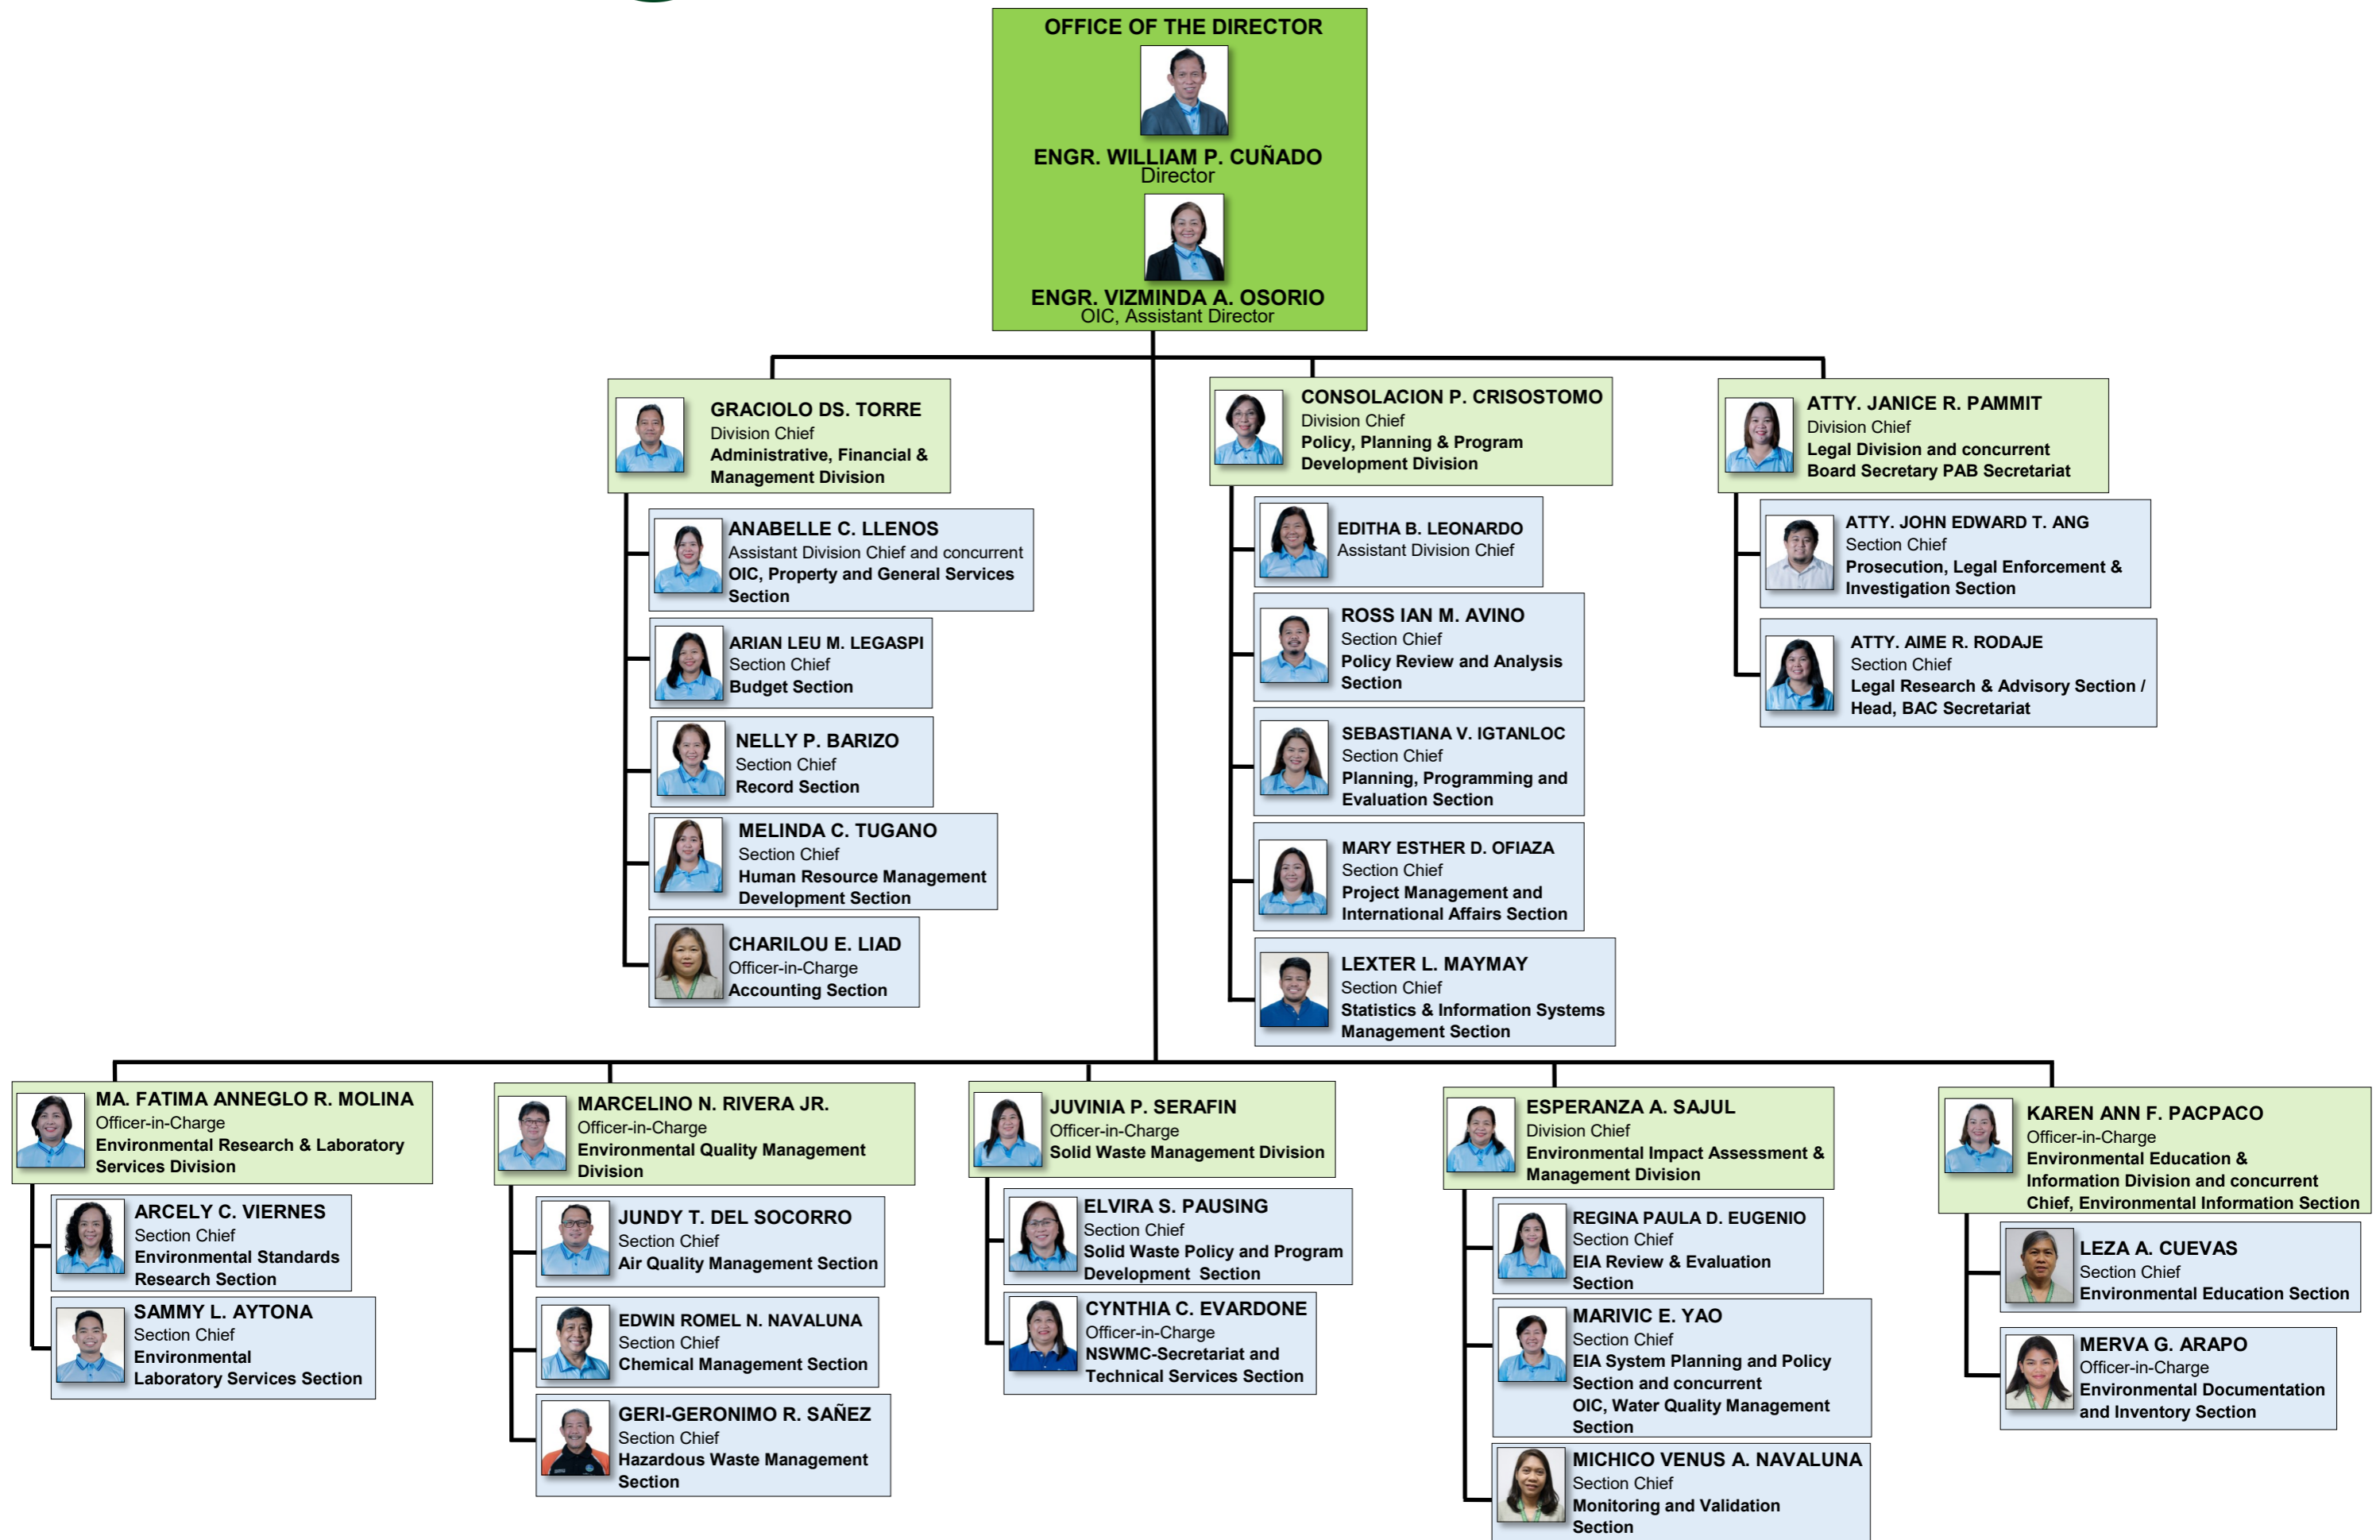 OFFICE OF THE DIRECTOR
ENGR. WILLIAM P. CUÑADO
Director
ENGR. VIZMINDA A. OSORIO
OIC, Assistant Director
GRACIOLO DS. TORRE
Division Chief
Administrative, Financial &
Management Division
ANABELLE C. LLENOS
Assistant Division Chief and concurrent
OIC, Property and General Services
Section
ARIAN LEU M. LEGASPI
Section Chief
Budget Section
NELLY P. BARIZO
Section Chief
Record Section
MELINDA C. TUGANO
Section Chief
Human Resource Management
Development Section
CHARILOU E. LIAD
Officer-in-Charge
Accounting Section
CONSOLACION P. CRISOSTOMO
Division Chief
Policy, Planning & Program
Development Division
EDITHA B. LEONARDO
Assistant Division Chief
ROSS IAN M. AVINO
Section Chief
Policy Review and Analysis
Section
SEBASTIANA V. IGTANLOC
Section Chief
Planning, Programming and
Evaluation Section
MARY ESTHER D. OFIAZA
Section Chief
Project Management and
International Affairs Section
LEXTER L. MAYMAY
Section Chief
Statistics & Information Systems
Management Section
ATTY. JANICE R. PAMMIT
Division Chief
Legal Division and concurrent
Board Secretary PAB Secretariat
ATTY. JOHN EDWARD T. ANG
Section Chief
Prosecution, Legal Enforcement &
Investigation Section
ATTY. AIME R. RODAJE
Section Chief
Legal Research & Advisory Section /
Head, BAC Secretariat
MA. FATIMA ANNEGLO R. MOLINA
Officer-in-Charge
Environmental Research & Laboratory
Services Division
ARCELY C. VIERNES
Section Chief
Environmental Standards
Research Section
SAMMY L. AYTONA
Section Chief
Environmental
Laboratory Services Section
MARCELINO N. RIVERA JR.
Officer-in-Charge
Environmental Quality Management
Division
JUNDY T. DEL SOCORRO
Section Chief
Air Quality Management Section
EDWIN ROMEL N. NAVALUNA
Section Chief
Chemical Management Section
GERI-GERONIMO R. SAÑEZ
Section Chief
Hazardous Waste Management
Section
JUVINIA P. SERAFIN
Officer-in-Charge
Solid Waste Management Division
ELVIRA S. PAUSING
Section Chief
Solid Waste Policy and Program
Development Section
CYNTHIA C. EVARDONE
Officer-in-Charge
NSWMC-Secretariat and
Technical Services Section
ESPERANZA A. SAJUL
Division Chief
Environmental Impact Assessment &
Management Division
REGINA PAULA D. EUGENIO
Section Chief
EIA Review & Evaluation
Section
MARIVIC E. YAO
Section Chief
EIA System Planning and Policy
Section and concurrent
OIC, Water Quality Management
Section
MICHICO VENUS A. NAVALUNA
Section Chief
Monitoring and Validation
Section
KAREN ANN F. PACPACO
Officer-in-Charge
Environmental Education &
Information Division and concurrent
Chief, Environmental Information Section
LEZA A. CUEVAS
Section Chief
Environmental Education Section
MERVA G. ARAPO
Officer-in-Charge
Environmental Documentation
and Inventory Section